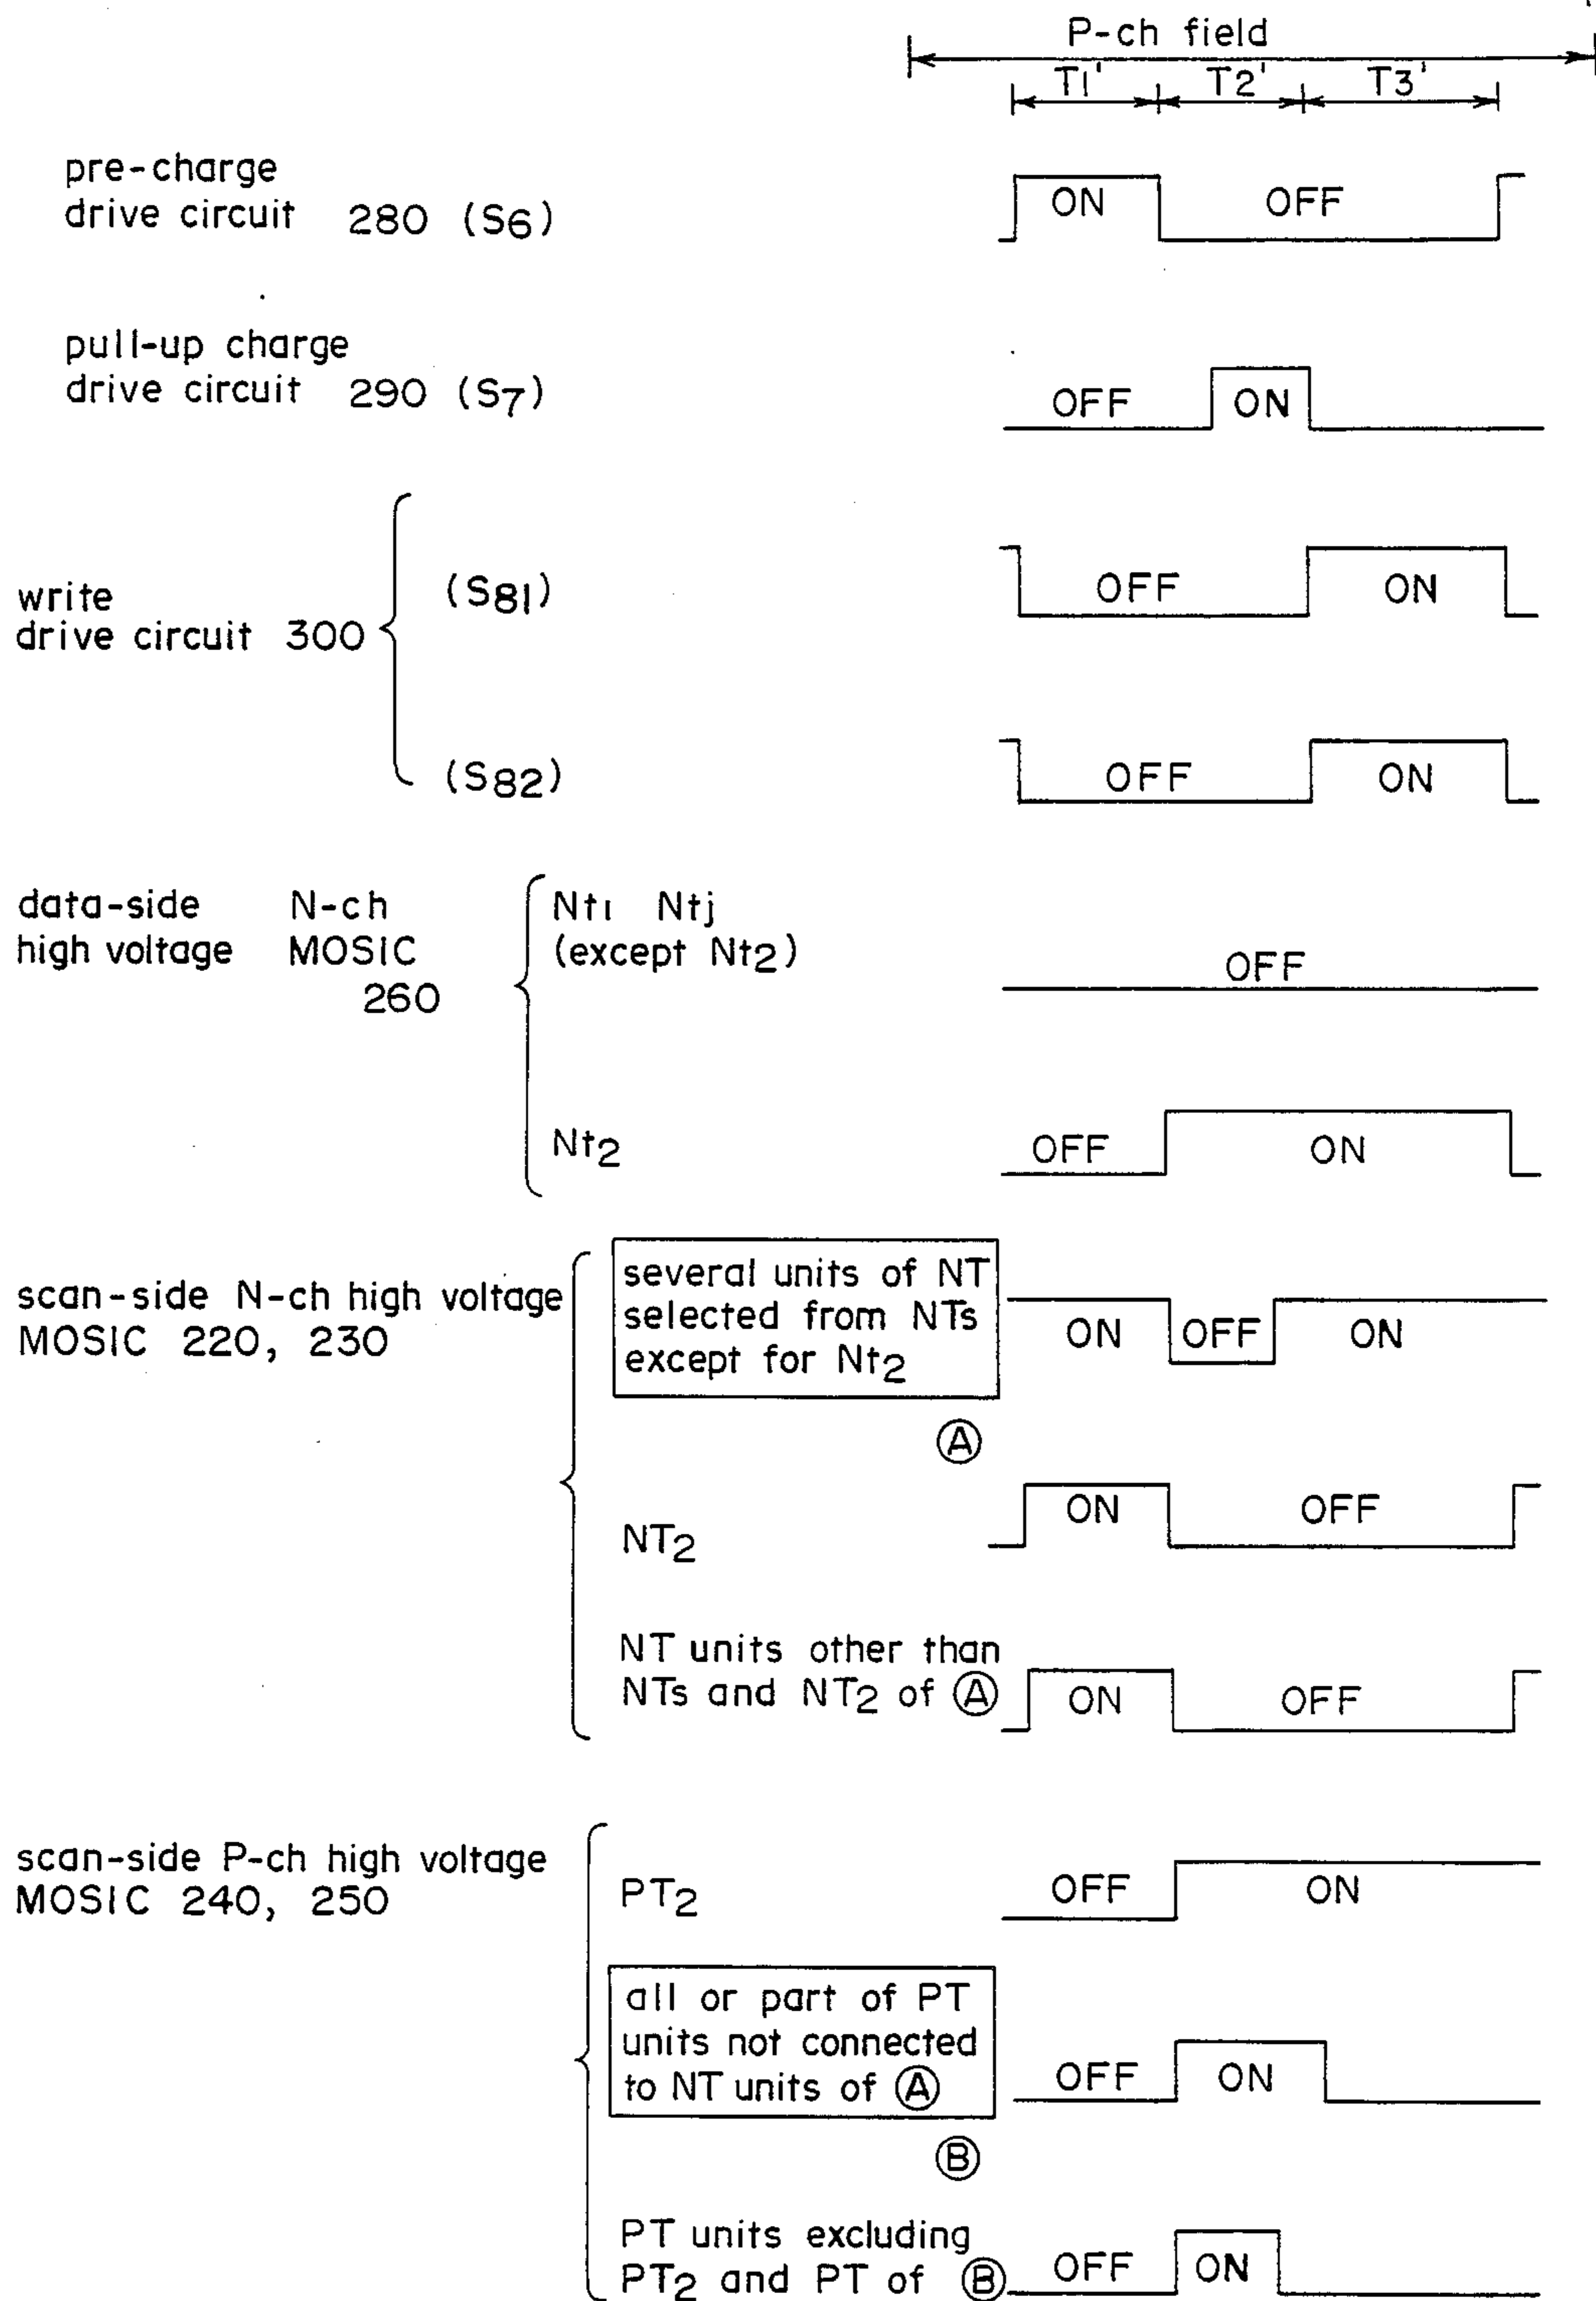 P-ch field
T1' T2' T3'
pre-charge
drive circuit 280 (S6)
ON OFF
pull-up charge
drive circuit 290 (S7)
OFF ON
write
drive circuit 300
(S81)
OFF ON
(S82)
OFF ON
data-side N-ch
high voltage MOSIC
260
Nt1 Ntj
(except Nt2)
OFF
Nt2
OFF ON
scan-side N-ch high voltage
MOSIC 220, 230
several units of NT
selected from NTs
except for Nt2
ON OFF ON
Ⓐ
NT2
ON OFF
NT units other than
NTs and NT2 of Ⓐ
ON OFF
scan-side P-ch high voltage
MOSIC 240, 250
PT2
OFF ON
all or part of PT
units not connected
to NT units of Ⓐ
OFF ON
Ⓑ
PT units excluding
PT2 and PT of Ⓑ
OFF ON